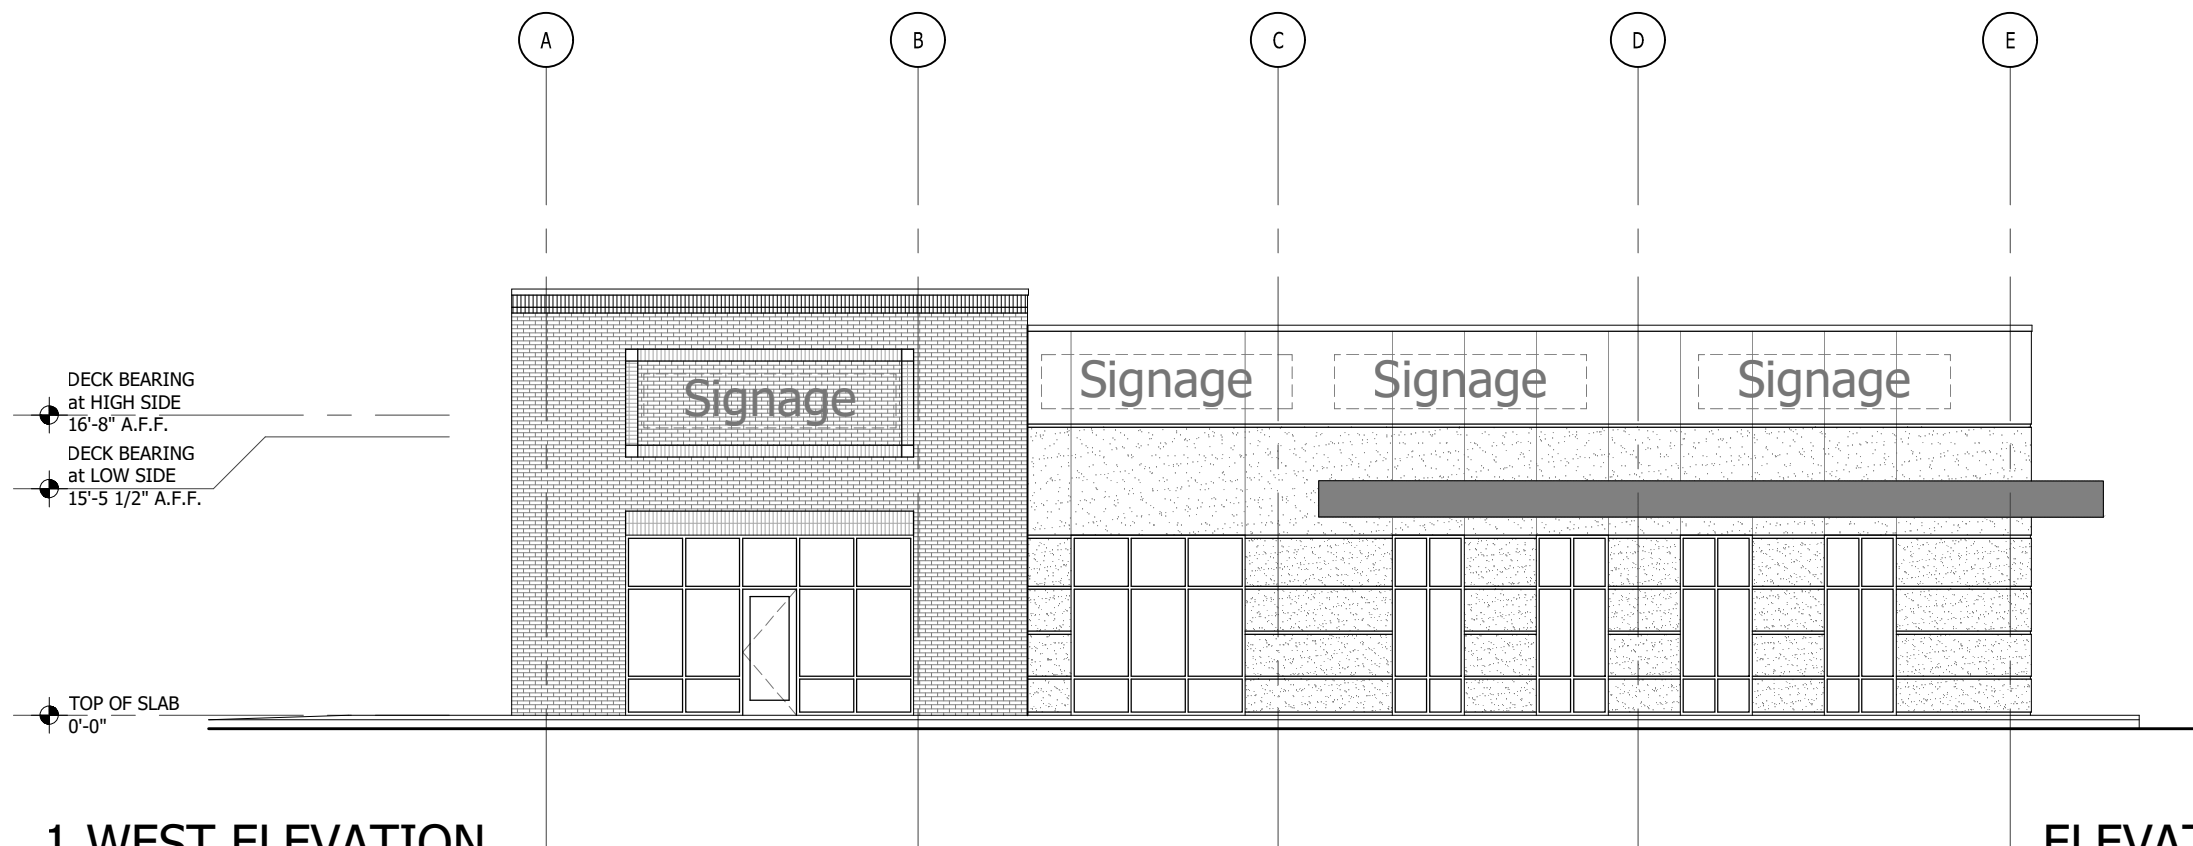 A
B
C
D
E
Signage
Signage
Signage
Signage
DECK BEARING
at HIGH SIDE
16'-8" A.F.F.
DECK BEARING
at LOW SIDE
15'-5 1/2" A.F.F.
TOP OF SLAB
0'-0"
1 WEST ELEVATION
ELEVAT